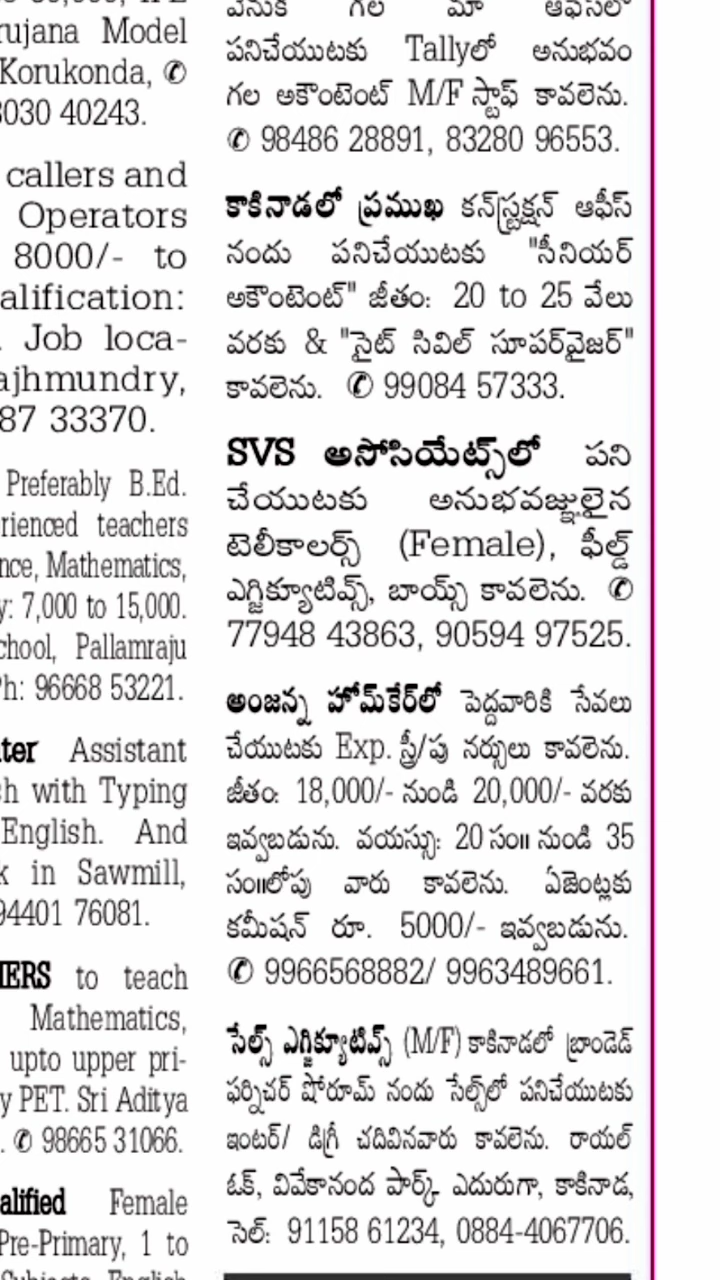 rujana Model
Korukonda, ✆
3030 40243.
callers and
Operators
8000/- to
alification:
. Job loca-
ajhmundry,
87 33370.
Preferably B.Ed.
rienced teachers
nce, Mathematics,
y: 7,000 to 15,000.
chool, Pallamraju
Ph: 96668 53221.
ter Assistant
ch with Typing
English. And
k in Sawmill,
94401 76081.
HERS to teach
Mathematics,
upto upper pri-
y PET. Sri Aditya
. ✆ 98665 31066.
alified Female
Pre-Primary, 1 to
వెనుక గల మా ఆఫీసులో
పనిచేయుటకు Tallyలో అనుభవం
గల అకౌంటెంట్ M/F స్టాఫ్ కావలెను.
✆ 98486 28891, 83280 96553.
కాకినాడలో ప్రముఖ కన్‌స్ట్రక్షన్ ఆఫీస్
నందు పనిచేయుటకు "సీనియర్
అకౌంటెంట్" జీతం: 20 to 25 వేలు
వరకు & "సైట్ సివిల్ సూపర్‌వైజర్"
కావలెను. ✆ 99084 57333.
SVS అసోసియేట్స్‌లో పని
చేయుటకు అనుభవజ్ఞులైన
టెలీకాలర్స్ (Female), ఫీల్డ్
ఎగ్జిక్యూటివ్స్, బాయ్స్ కావలెను. ✆
77948 43863, 90594 97525.
అంజన్న హోమ్‌కేర్‌లో పెద్దవారికి సేవలు
చేయుటకు Exp. స్త్రీ/పు నర్సులు కావలెను.
జీతం: 18,000/- నుండి 20,000/- వరకు
ఇవ్వబడును. వయస్సు: 20 సం॥ నుండి 35
సం॥లోపు వారు కావలెను. ఏజెంట్లకు
కమీషన్ రూ. 5000/- ఇవ్వబడును.
✆ 9966568882/ 9963489661.
సేల్స్ ఎగ్జిక్యూటివ్స్ (M/F) కాకినాడలో బ్రాండెడ్
ఫర్నిచర్ షోరూమ్ నందు సేల్స్‌లో పనిచేయుటకు
ఇంటర్/ డిగ్రీ చదివినవారు కావలెను. రాయల్
ఓక్, వివేకానంద పార్క్ ఎదురుగా, కాకినాడ,
సెల్: 91158 61234, 0884-4067706.